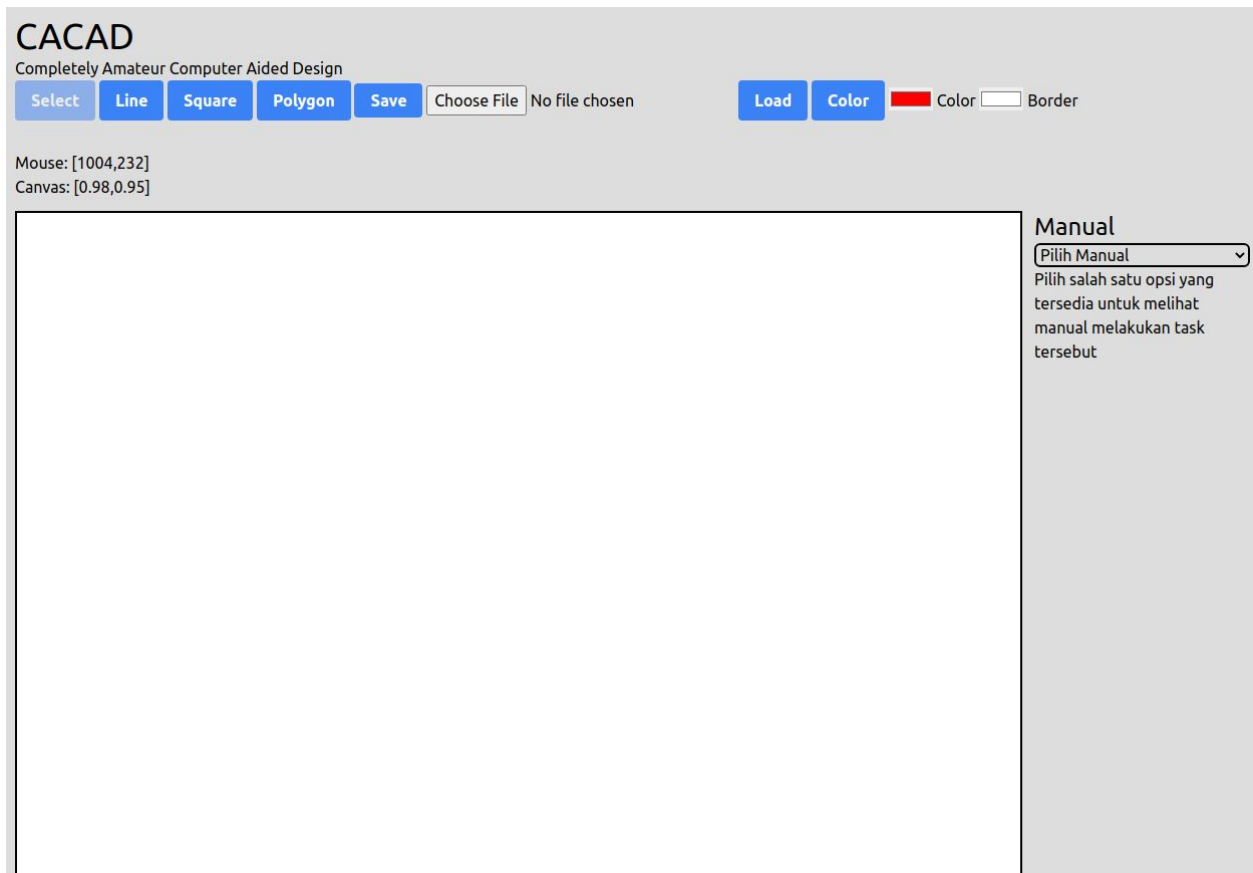 CACAD
Completely Amateur Computer Aided Design
Select Line Square Polygon Save Choose File No file chosen Load Color Color Border
Mouse: [1004,232]
Canvas: [0.98,0.95]
Manual
Pilih Manual
Pilih salah satu opsi yang
tersedia untuk melihat
manual melakukan task
tersebut